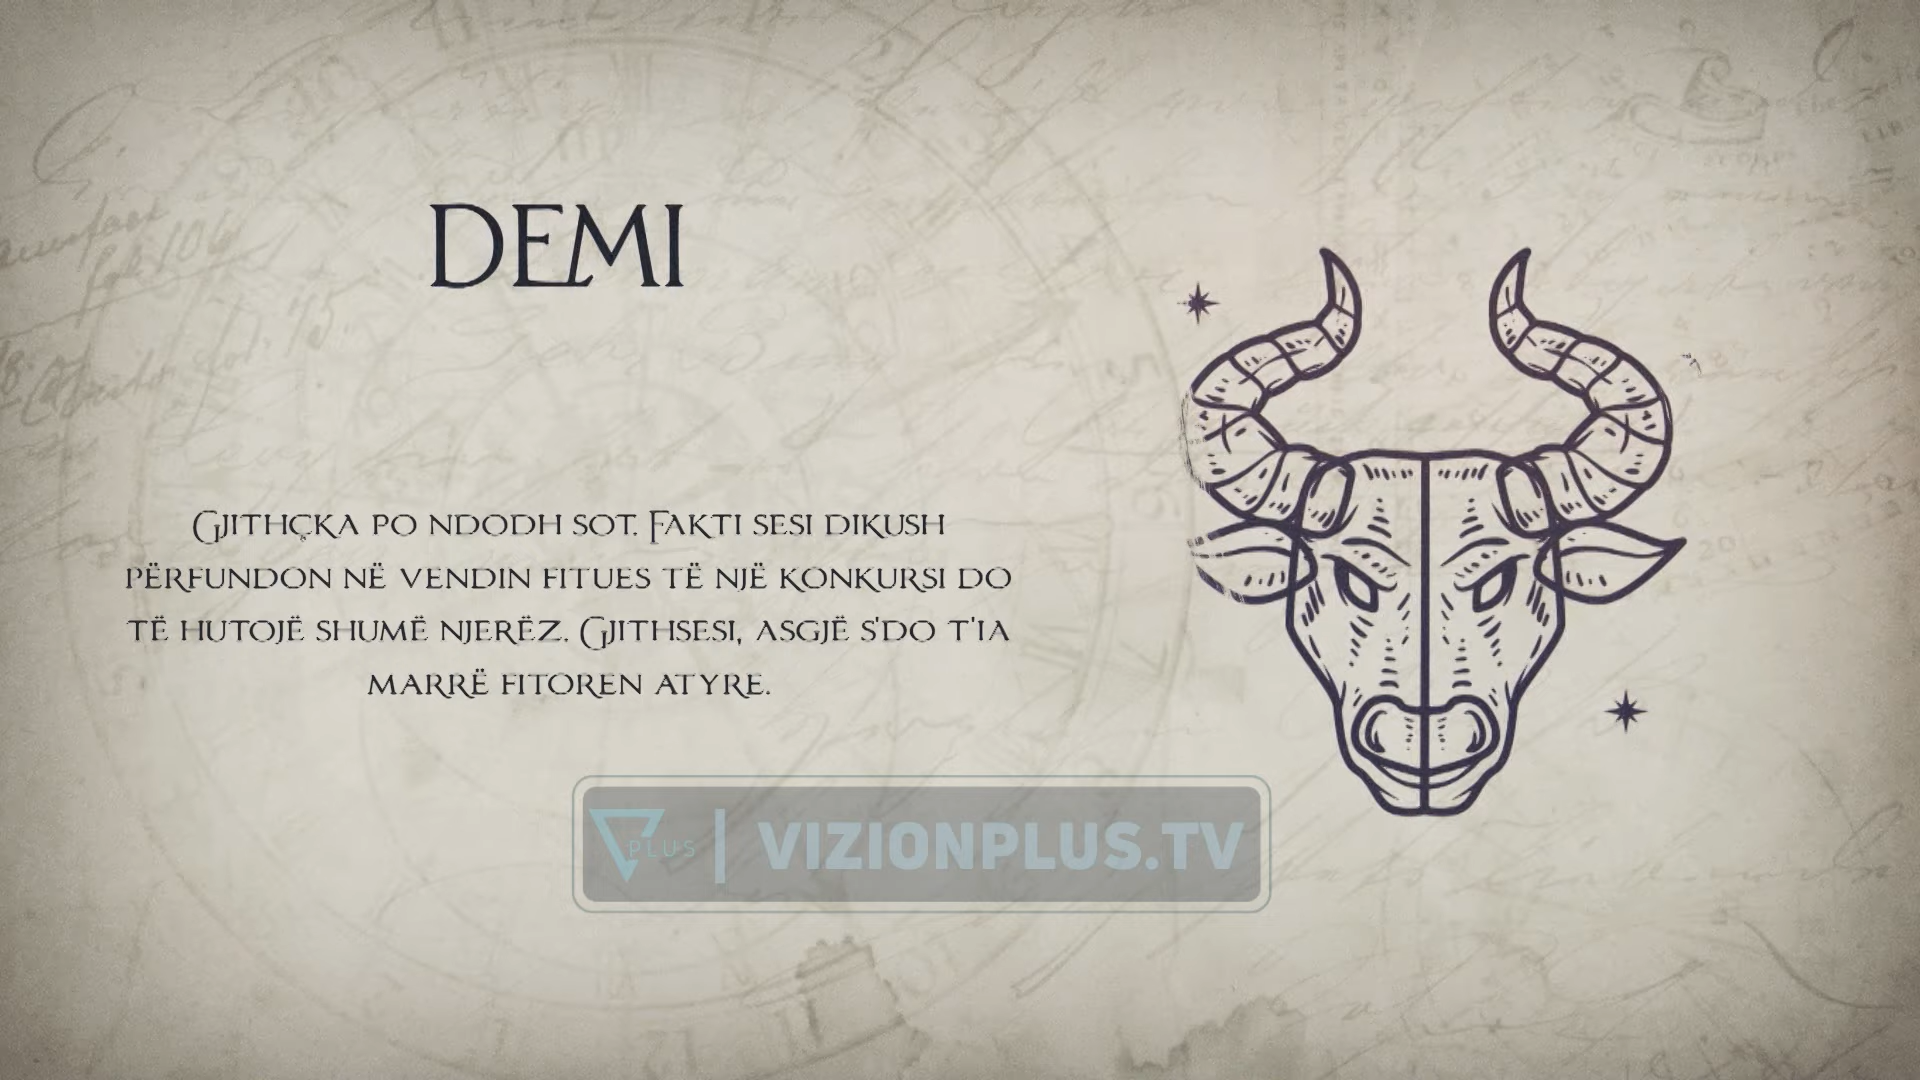 DEMI
Gjithçka po ndodh sot. Fakti sesi dikush
përfundon në vendin fitues të një konkursi do
të hutojë shumë njerëz. Gjithsesi, asgjë s'do t'ia
marrë fitoren atyre.
PLUS | VIZIONPLUS.TV